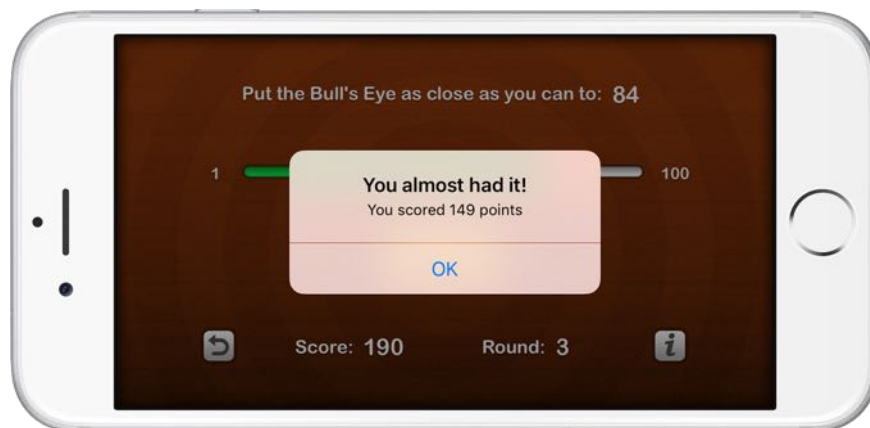 Put the Bull's Eye as close as you can to: 84
1 100
You almost had it!
You scored 149 points
OK
Score: 190 Round: 3
i